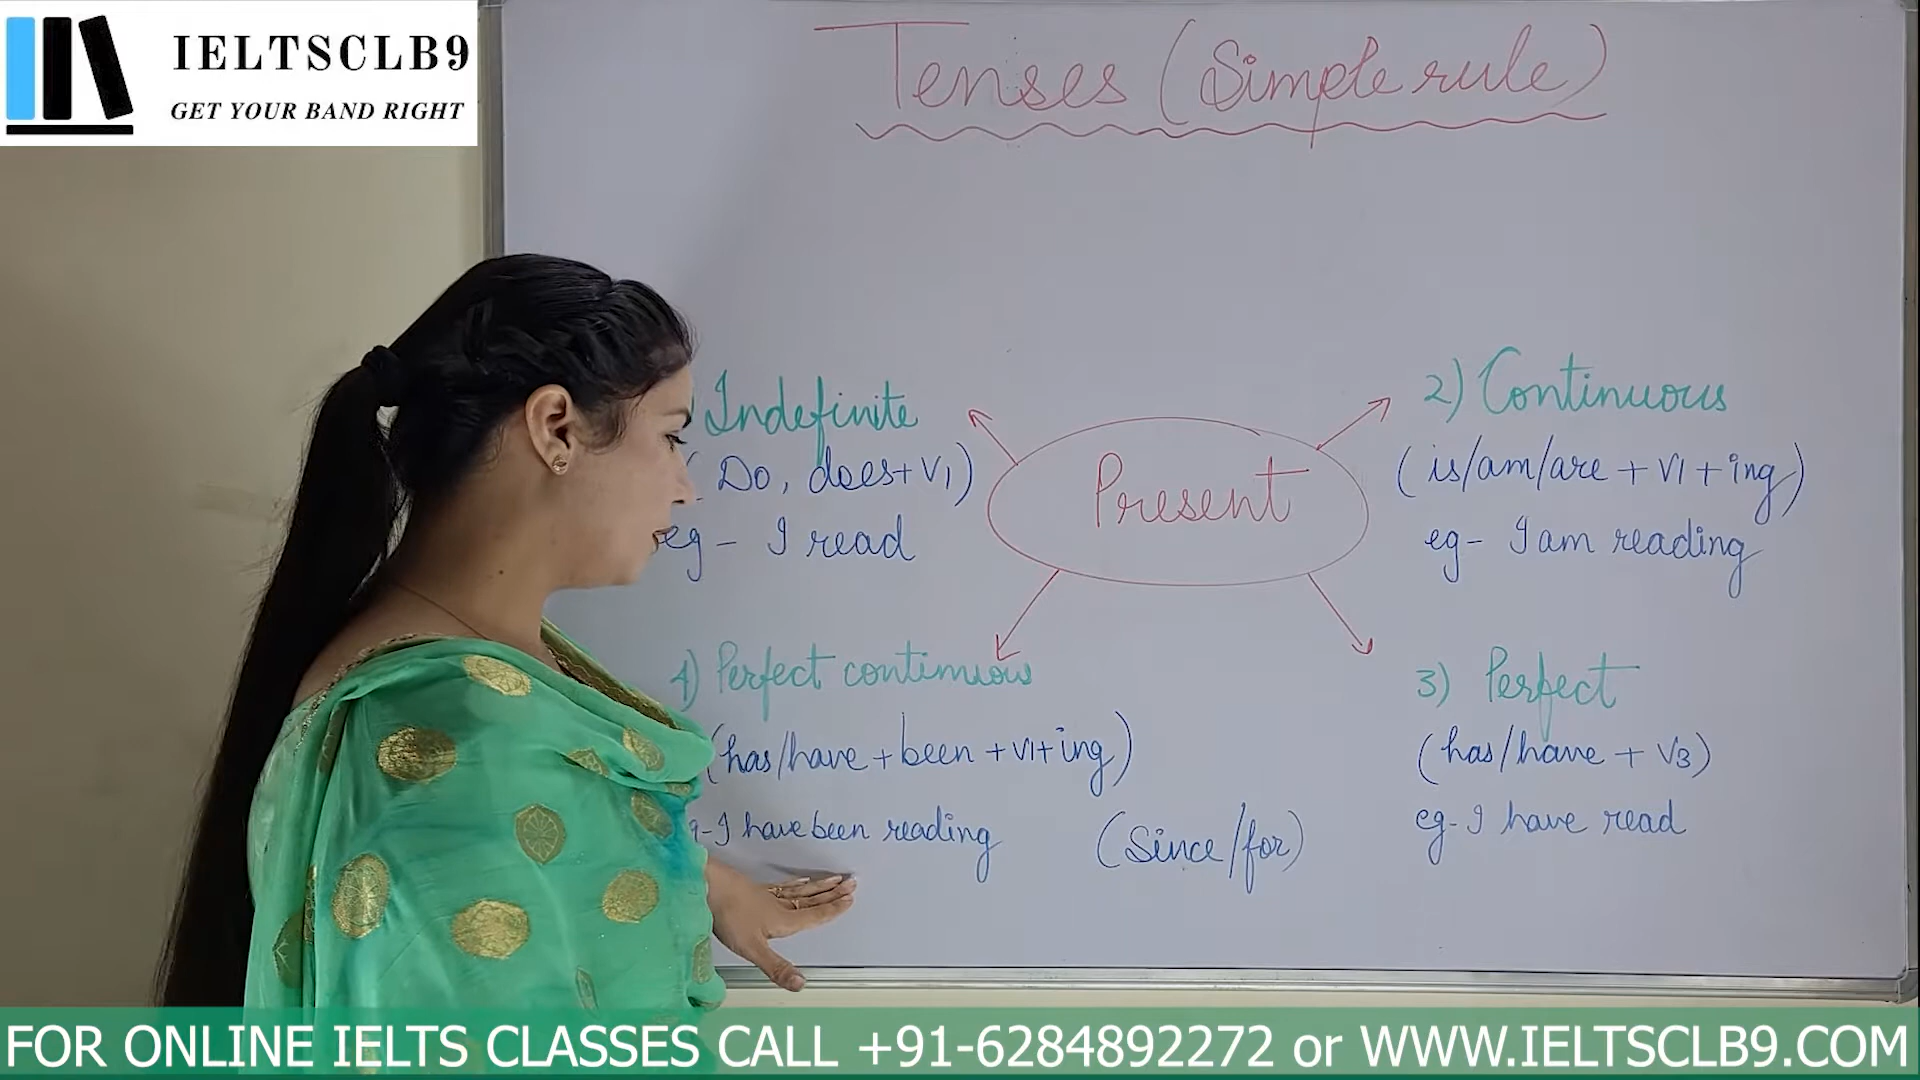 IELTSCLB9
GET YOUR BAND RIGHT
Tenses (Simple rule)
Indefinite
( Do, does+V1)
eg - I read
Present
2) Continuous
(is/am/are + V1 + ing)
eg - I am reading
4) Perfect continuous
(has/have + been + V1+ing)
g-I have been reading
(Since/for)
3) Perfect
(has/have + V3)
eg-I have read
FOR ONLINE IELTS CLASSES CALL +91-6284892272 or WWW.IELTSCLB9.COM